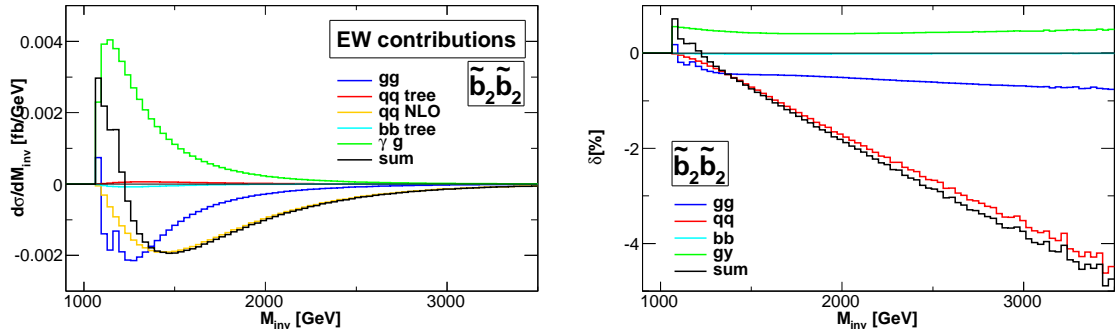 0.004
0.002
0
-0.002
dσ/dM_inv [fb/GeV]
EW contributions
b̃₂b̃₂
gg
qq tree
qq NLO
bb tree
γ g
sum
1000
2000
3000
M_inv [GeV]
0
-2
-4
δ[%]
b̃₂b̃₂
gg
qq
bb
gγ
sum
1000
2000
3000
M_inv [GeV]